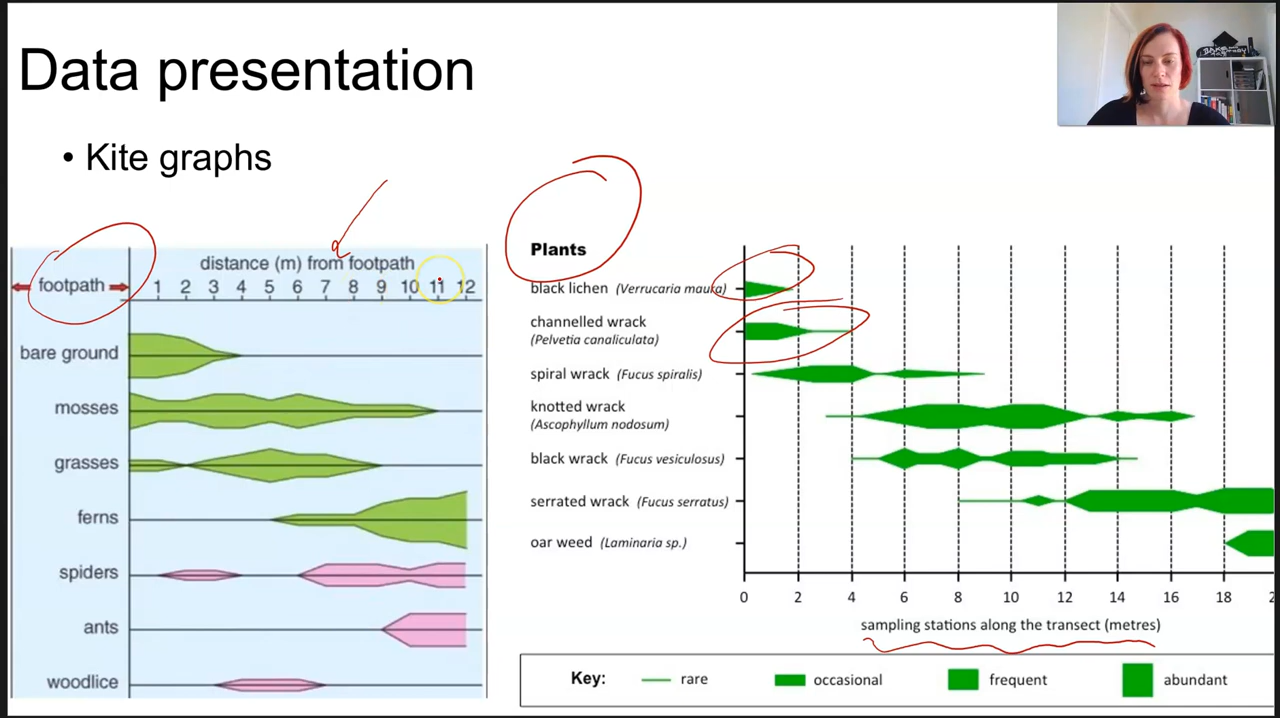 Data presentation
• Kite graphs
distance (m) from footpath
footpath 1 2 3 4 5 6 7 8 9 10 11 12
bare ground
mosses
grasses
ferns
spiders
ants
woodlice
Plants
black lichen (Verrucaria maura)
channelled wrack
(Pelvetia canaliculata)
spiral wrack (Fucus spiralis)
knotted wrack
(Ascophyllum nodosum)
black wrack (Fucus vesiculosus)
serrated wrack (Fucus serratus)
oar weed (Laminaria sp.)
0 2 4 6 8 10 12 14 16 18 2
sampling stations along the transect (metres)
Key: rare occasional frequent abundant